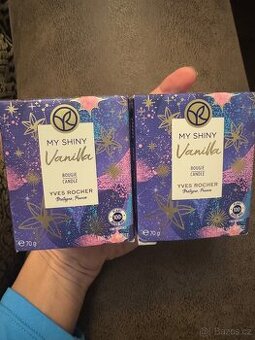 MY SHINY
Vanilla
BOUGIE
CANDLE
YVES ROCHER
Bretagne, France
℮ 70 g
MY SHINY
Vanilla
BOUGIE
CANDLE
YVES ROCHER
Bretagne, France
℮ 70 g
Bazoš.cz